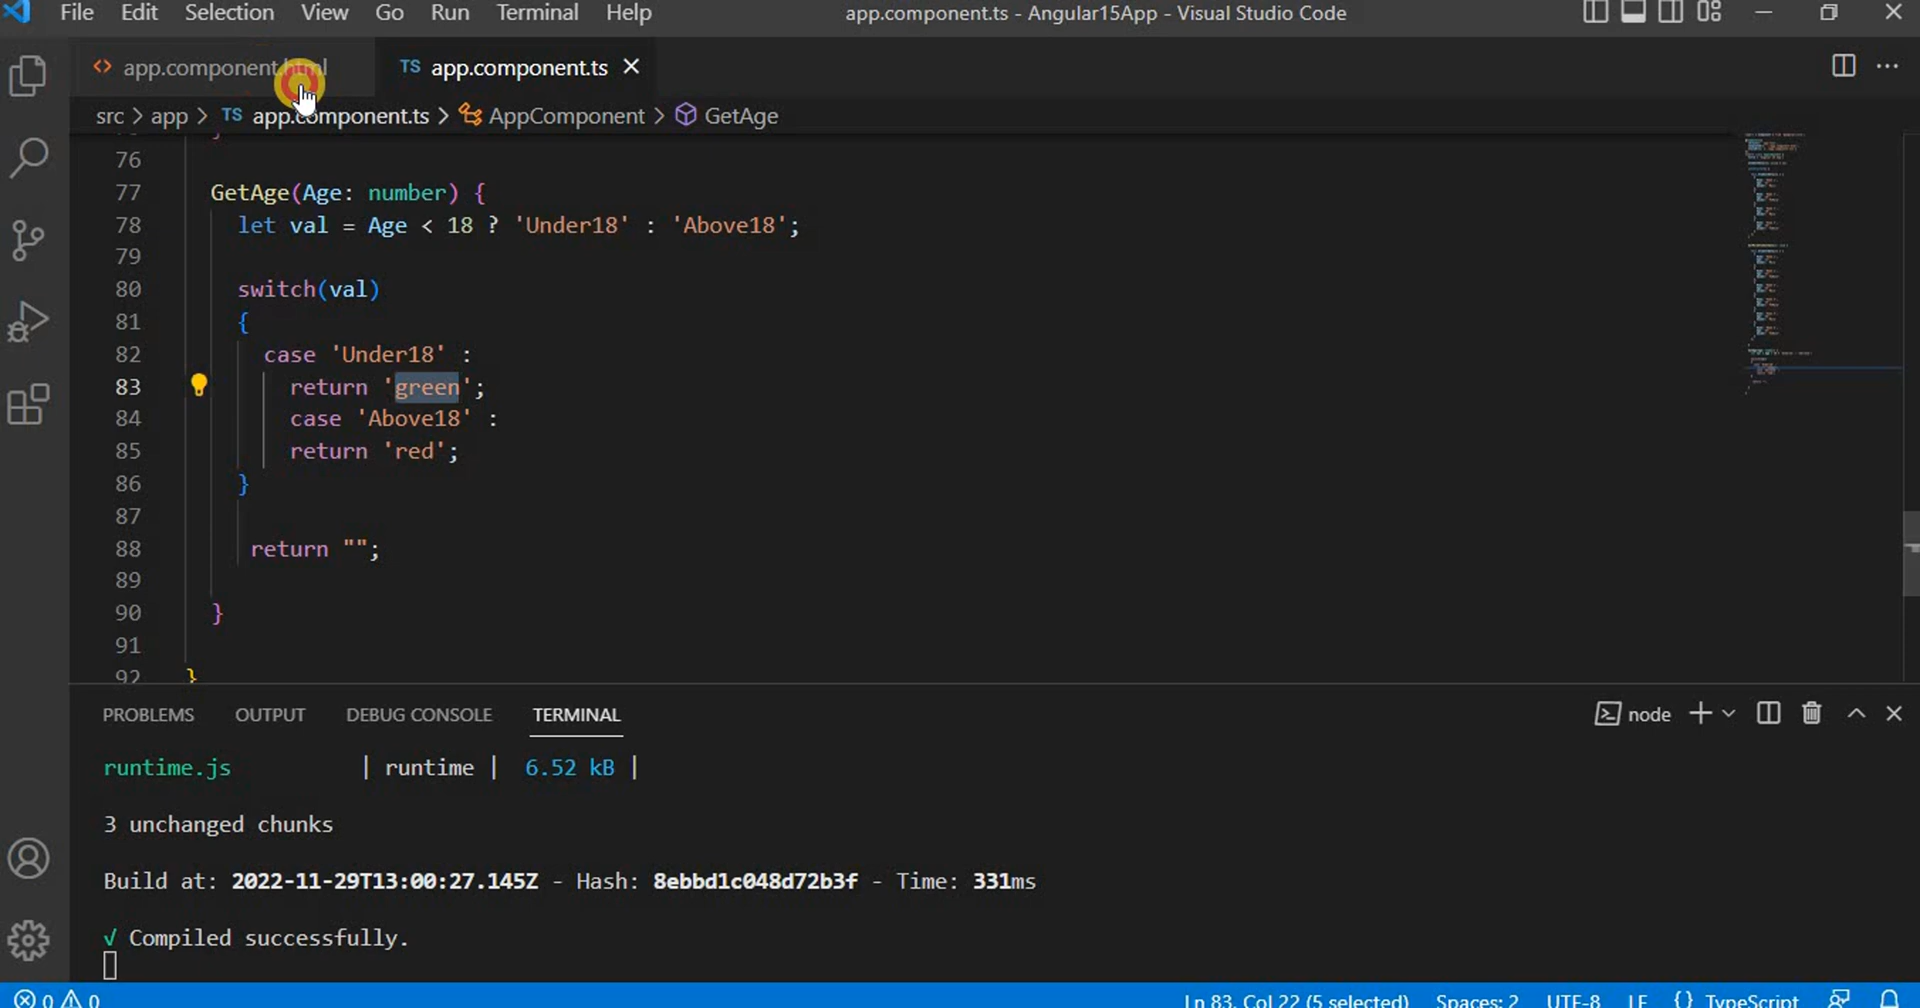 File Edit Selection View Go Run Terminal Help app.component.ts - Angular15App - Visual Studio Code
<> app.component.html TS app.component.ts
src > app > TS app.component.ts > AppComponent > GetAge
76
77 GetAge(Age: number) {
78 let val = Age < 18 ? 'Under18' : 'Above18';
79
80 switch(val)
81 {
82 case 'Under18' :
83 return 'green';
84 case 'Above18' :
85 return 'red';
86 }
87
88 return "";
89
90 }
91
92 }
PROBLEMS OUTPUT DEBUG CONSOLE TERMINAL node
runtime.js | runtime | 6.52 kB |
3 unchanged chunks
Build at: 2022-11-29T13:00:27.145Z - Hash: 8ebbd1c048d72b3f - Time: 331ms
√ Compiled successfully.
0 0 Ln 83, Col 22 (5 selected) Spaces: 2 UTF-8 LF {} TypeScript